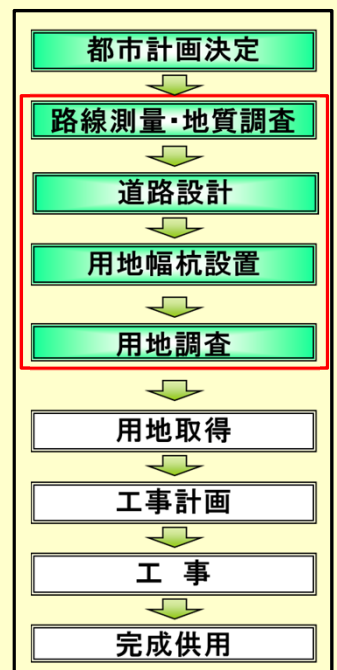 都市計画決定
路線測量・地質調査
道路設計
用地幅杭設置
用地調査
用地取得
工事計画
工　事
完成供用